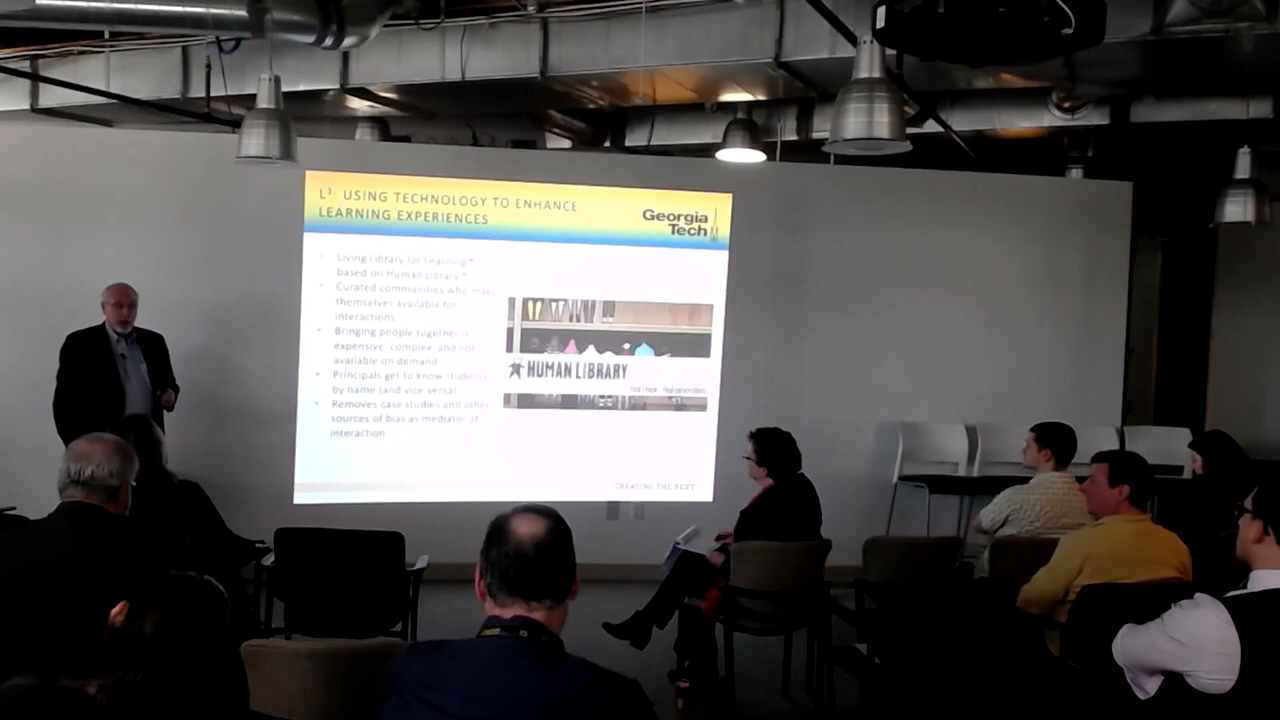 L³ USING TECHNOLOGY TO ENHANCE
LEARNING EXPERIENCES
Georgia
Tech
• Living Library for Learning™
based on Human Library™
• Curated communities who make
themselves available for
interactions
• Bringing people together is
expensive, complex, and not
available on demand
• Principals get to know students
by name (and vice versa)
• Removes case studies and other
sources of bias as mediator of
interaction
HUMAN LIBRARY
Real conversations
CREATING THE NEXT